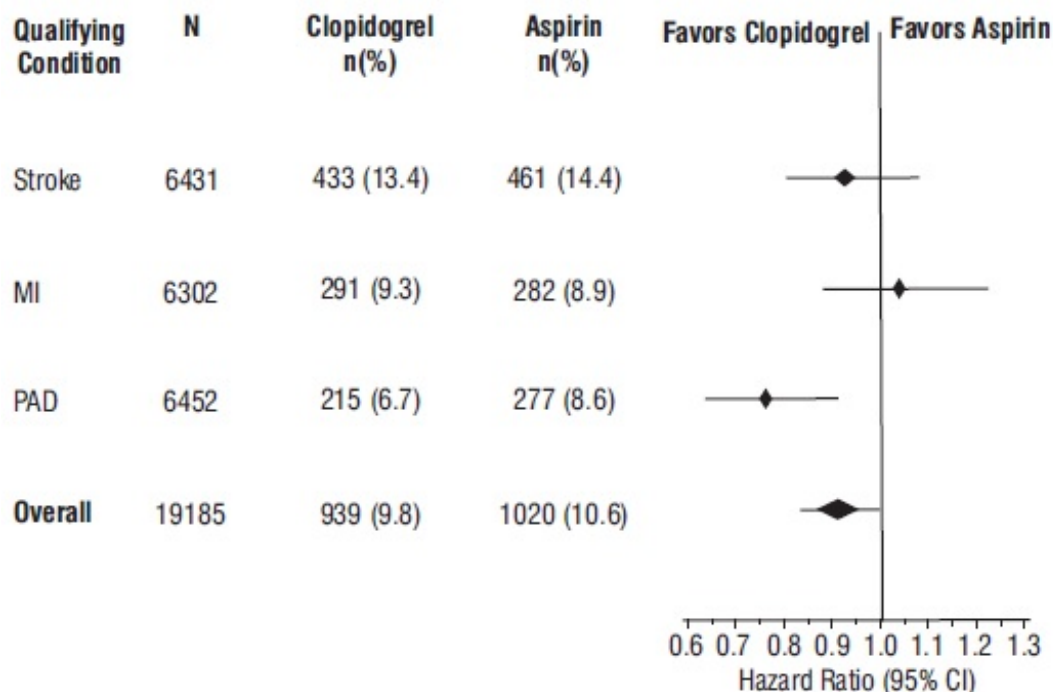 Qualifying Condition N Clopidogrel n(%) Aspirin n(%) Favors Clopidogrel Favors Aspirin
Stroke 6431 433 (13.4) 461 (14.4)
MI 6302 291 (9.3) 282 (8.9)
PAD 6452 215 (6.7) 277 (8.6)
Overall 19185 939 (9.8) 1020 (10.6)
0.6 0.7 0.8 0.9 1.0 1.1 1.2 1.3
Hazard Ratio (95% CI)